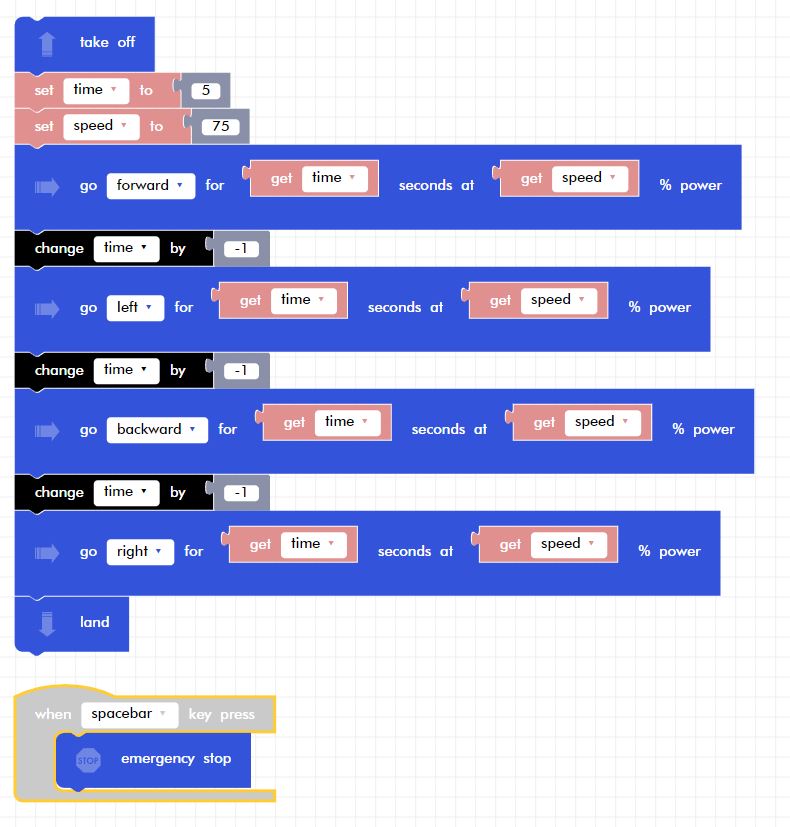 take off
set time to 5
set speed to 75
go forward for get time seconds at get speed % power
change time by -1
go left for get time seconds at get speed % power
change time by -1
go backward for get time seconds at get speed % power
change time by -1
go right for get time seconds at get speed % power
land
when spacebar key press
STOP emergency stop